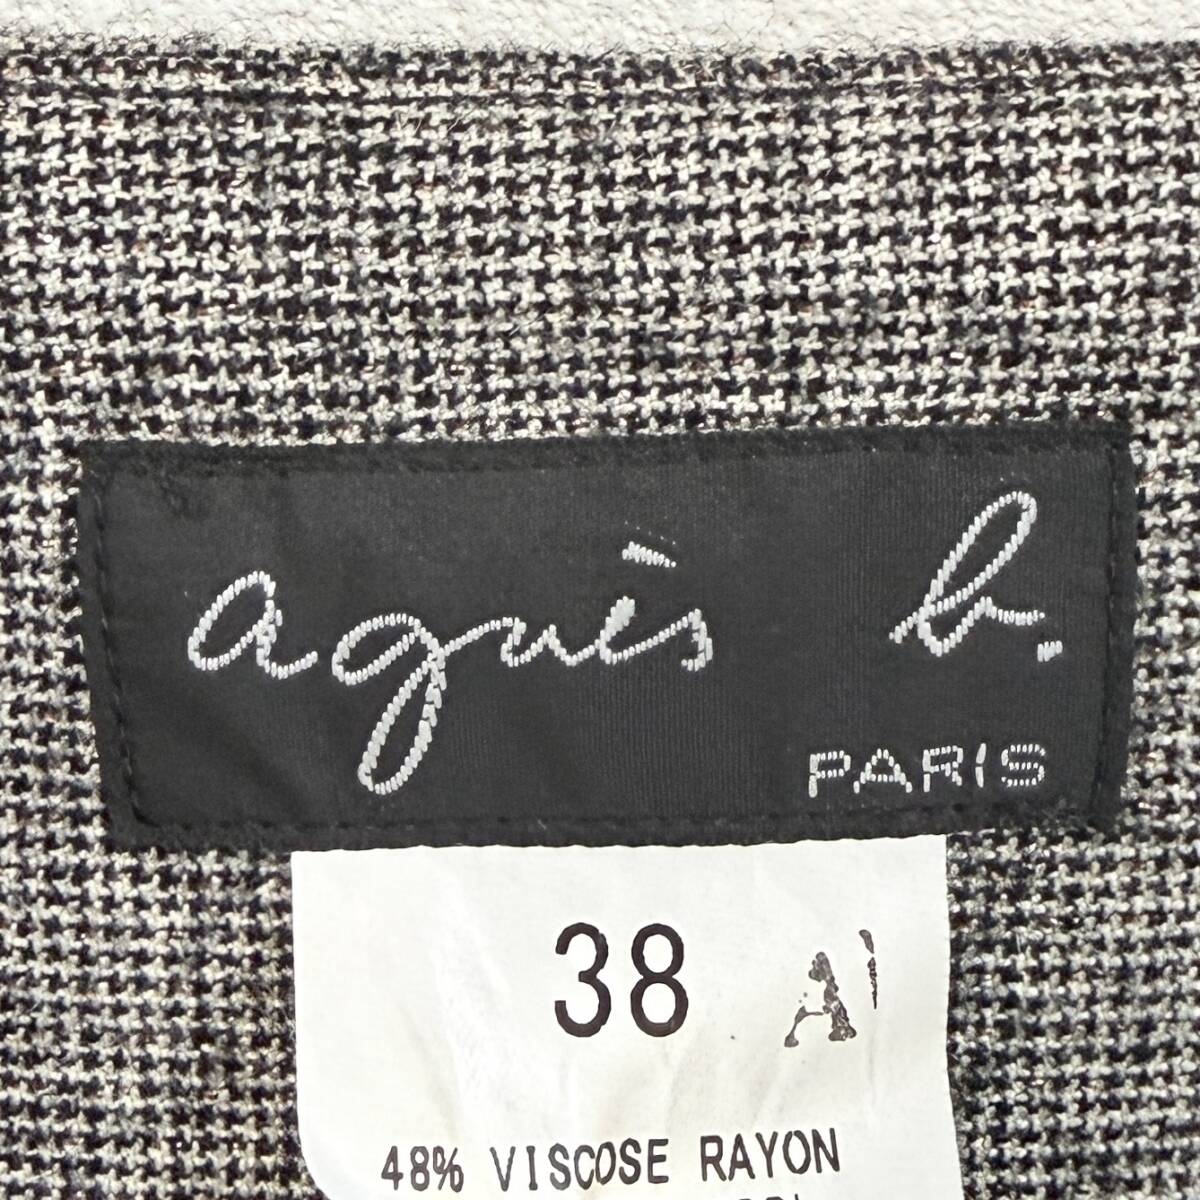 agnès b.
PARIS
38 A
48% VISCOSE RAYON